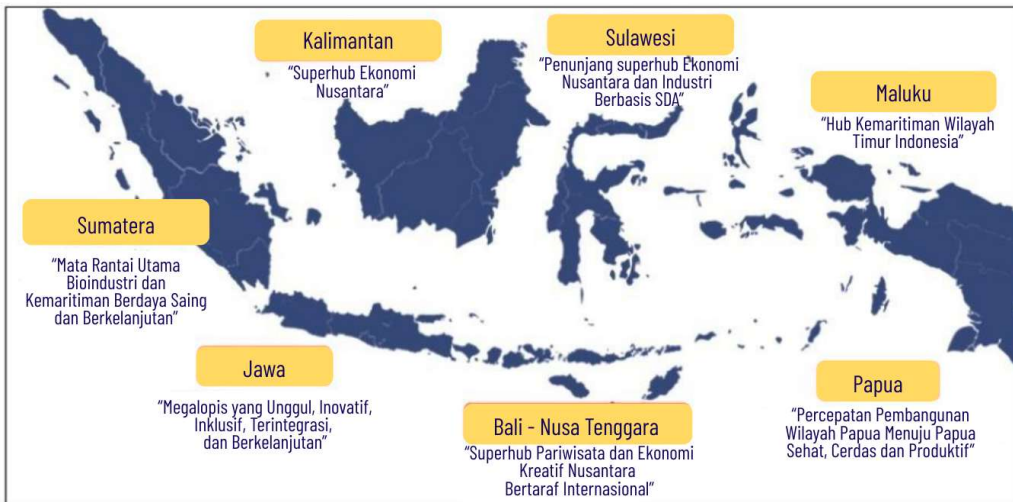 Kalimantan
“Superhub Ekonomi
Nusantara”
Sulawesi
“Penunjang superhub Ekonomi
Nusantara dan Industri
Berbasis SDA”
Maluku
“Hub Kemaritiman Wilayah
Timur Indonesia”
Sumatera
“Mata Rantai Utama
Bioindustri dan
Kemaritiman Berdaya Saing
dan Berkelanjutan”
Jawa
“Megalopis yang Unggul, Inovatif,
Inklusif, Terintegrasi,
dan Berkelanjutan”
Bali - Nusa Tenggara
“Superhub Pariwisata dan Ekonomi
Kreatif Nusantara
Bertaraf Internasional”
Papua
“Percepatan Pembangunan
Wilayah Papua Menuju Papua
Sehat, Cerdas dan Produktif”